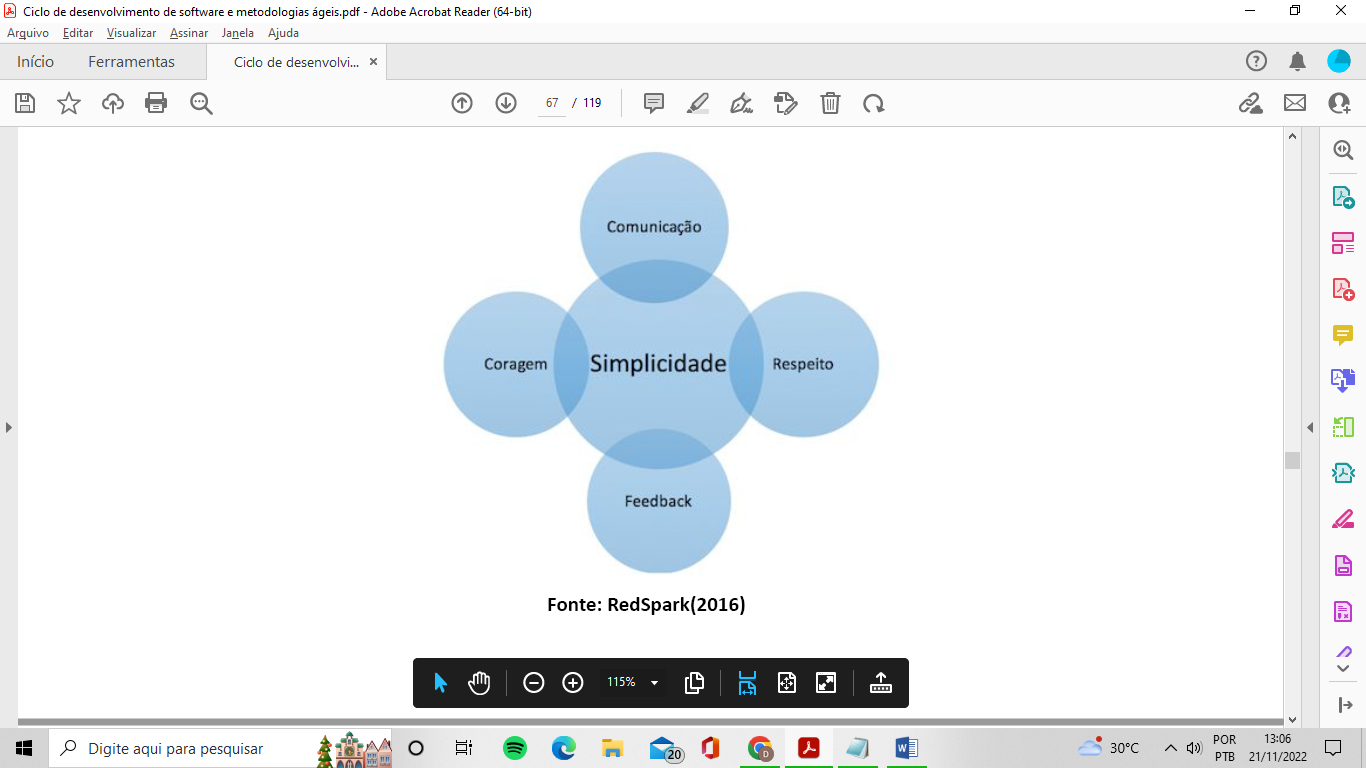 Ciclo de desenvolvimento de software e metodologias ágeis.pdf - Adobe Acrobat Reader (64-bit)
Arquivo Editar Visualizar Assinar Janela Ajuda
Início Ferramentas Ciclo de desenvolvi...
67 / 119
Comunicação
Coragem Simplicidade Respeito
Feedback
Fonte: RedSpark(2016)
115%
Digite aqui para pesquisar
20
D
30°C
POR
PTB
13:06
21/11/2022